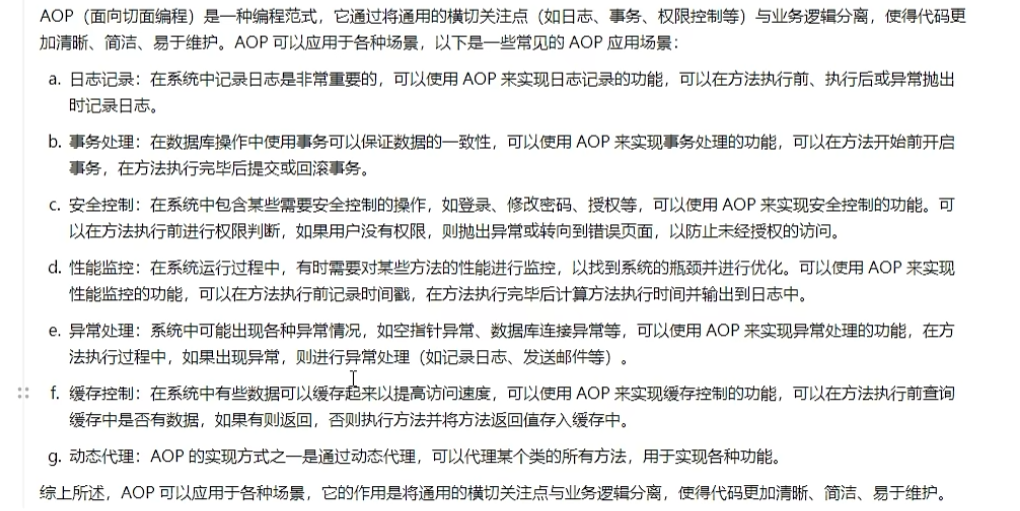 AOP（面向切面编程）是一种编程范式，它通过将通用的横切关注点（如日志、事务、权限控制等）与业务逻辑分离，使得代码更
加清晰、简洁、易于维护。AOP 可以应用于各种场景，以下是一些常见的 AOP 应用场景：
a. 日志记录：在系统中记录日志是非常重要的，可以使用 AOP 来实现日志记录的功能，可以在方法执行前、执行后或异常抛出
时记录日志。
b. 事务处理：在数据库操作中使用事务可以保证数据的一致性，可以使用 AOP 来实现事务处理的功能，可以在方法开始前开启
事务，在方法执行完毕后提交或回滚事务。
c. 安全控制：在系统中包含某些需要安全控制的操作，如登录、修改密码、授权等，可以使用 AOP 来实现安全控制的功能。可
以在方法执行前进行权限判断，如果用户没有权限，则抛出异常或转向到错误页面，以防止未经授权的访问。
d. 性能监控：在系统运行过程中，有时需要对某些方法的性能进行监控，以找到系统的瓶颈并进行优化。可以使用 AOP 来实现
性能监控的功能，可以在方法执行前记录时间戳，在方法执行完毕后计算方法执行时间并输出到日志中。
e. 异常处理：系统中可能出现各种异常情况，如空指针异常、数据库连接异常等，可以使用 AOP 来实现异常处理的功能，在方
法执行过程中，如果出现异常，则进行异常处理（如记录日志、发送邮件等）。
f. 缓存控制：在系统中有些数据可以缓存起来以提高访问速度，可以使用 AOP 来实现缓存控制的功能，可以在方法执行前查询
缓存中是否有数据，如果有则返回，否则执行方法并将方法返回值存入缓存中。
g. 动态代理：AOP 的实现方式之一是通过动态代理，可以代理某个类的所有方法，用于实现各种功能。
综上所述，AOP 可以应用于各种场景，它的作用是将通用的横切关注点与业务逻辑分离，使得代码更加清晰、简洁、易于维护。